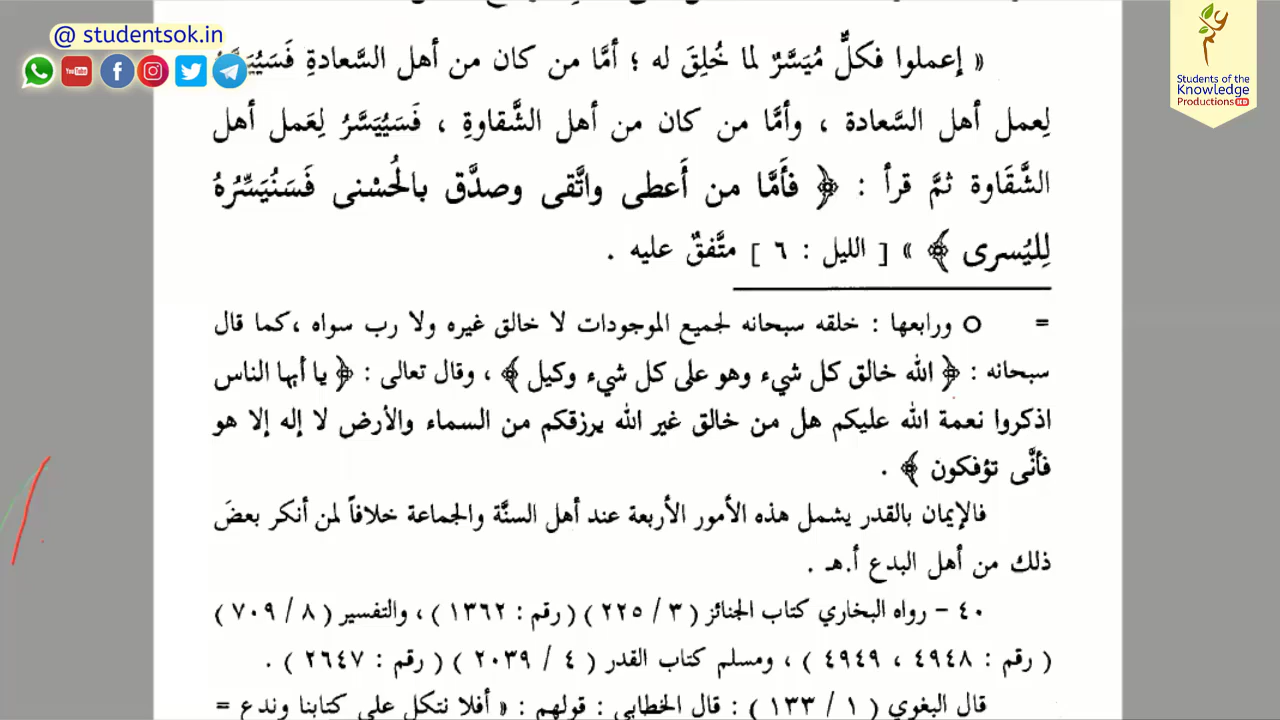 @ studentsok.in
Students of the
Knowledge
Productions HD
« إعملوا فكلٌّ مُيَسَّرٌ لما خُلِقَ له ؛ أمَّا من كان من أهل السَّعادةِ
لِعمل أهل السَّعادة ، وأمَّا من كان من أهل الشَّقاوةِ ، فَسَيُيَسَّرُ لِعَمل أهل
الشَّقَاوة ثمَّ قرأ : ﴿ فأَمَّا من أَعطى واتَّقى وصدَّق بالحُسْنى فَسَنُيَسِّرُهُ
لِليُسرى ﴾ » [ الليل : ٦ ] متَّفقٌ عليه .
= ○ ورابعها : خلقه سبحانه لجميع الموجودات لا خالق غيره ولا رب سواه ،كما قال
سبحانه : ﴿ الله خالق كل شيء وهو على كل شيء وكيل ﴾ ، وقال تعالى : ﴿ يا أيها الناس
اذكروا نعمة الله عليكم هل من خالق غير الله يرزقكم من السماء والأرض لا إله إلا هو
فأنَّى تؤفكون ﴾ .
فالإيمان بالقدر يشمل هذه الأمور الأربعة عند أهل السنَّة والجماعة خلافاً لمن أنكر بعضَ
ذلك من أهل البدع أ.هـ .
٤٠ – رواه البخاري كتاب الجنائز ( ٣ / ٢٢٥ ) ( رقم : ١٣٦٢ ) ، والتفسير ( ٨ / ٧٠٩ )
( رقم : ٤٩٤٨ ، ٤٩٤٩ ) ، ومسلم كتاب القدر ( ٤ / ٢٠٣٩ ) ( رقم : ٢٦٤٧ ) .
قال البغوي ( ١ / ١٣٣ ) : قال الخطابي : قولهم : « أفلا نتكل على كتابنا وندع =